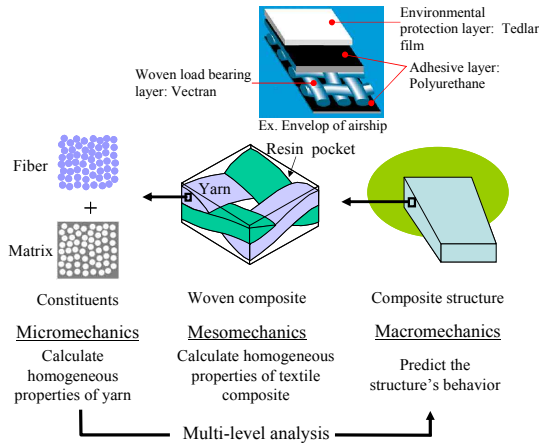 Environmental
protection layer: Tedlar
film
Woven load bearing
layer: Vectran
Adhesive layer:
Polyurethane
Ex. Envelop of airship
Resin pocket
Fiber
Yarn
+
Matrix
Constituents
Woven composite
Composite structure
Micromechanics
Mesomechanics
Macromechanics
Calculate
homogeneous
properties of yarn
Calculate homogeneous
properties of textile
composite
Predict the
structure's behavior
Multi-level analysis